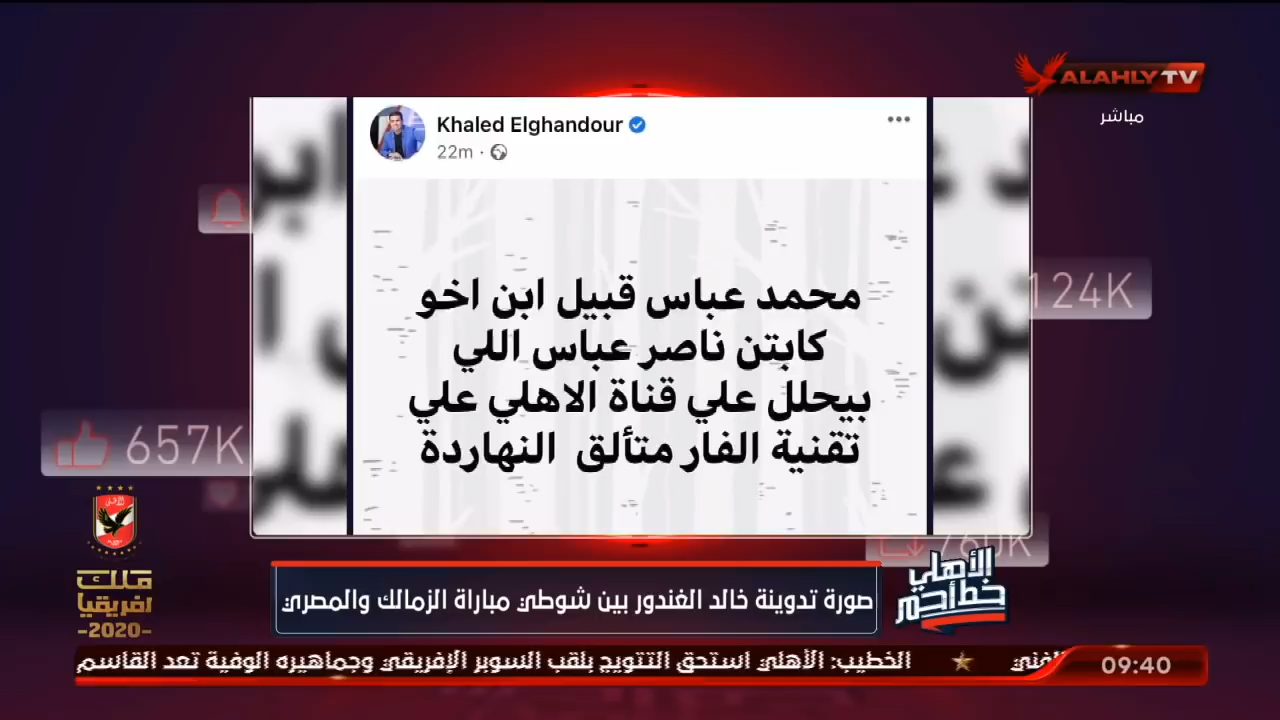 ALAHLY TV
مباشر
Khaled Elghandour
22m ·
محمد عباس قبيل ابن اخو
كابتن ناصر عباس اللي
بيحلل علي قناة الاهلي علي
تقنية الفار متألق النهاردة
124K
657K
760K
الأهلي
خط أحمر
ملك
افريقيا
-2020-
صورة تدوينة خالد الغندور بين شوطي مباراة الزمالك والمصري
الفني ★ الخطيب: الأهلي استحق التتويج بلقب السوبر الإفريقي وجماهيره الوفية تعد القاسم
09:40